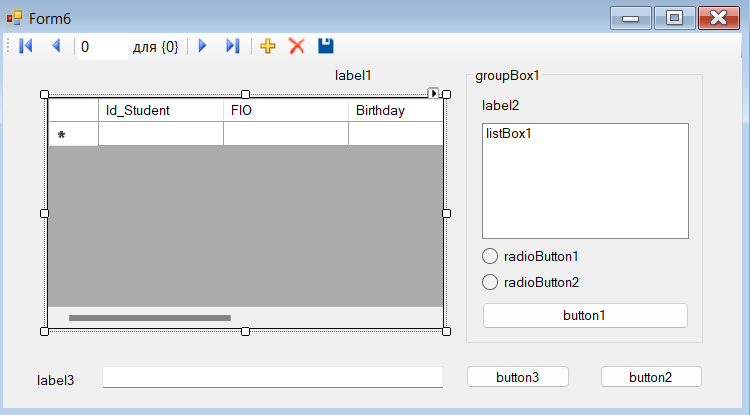 Form6
0 для {0}
label1
Id_Student FIO Birthday
*
groupBox1
label2
listBox1
radioButton1
radioButton2
button1
label3
button3 button2